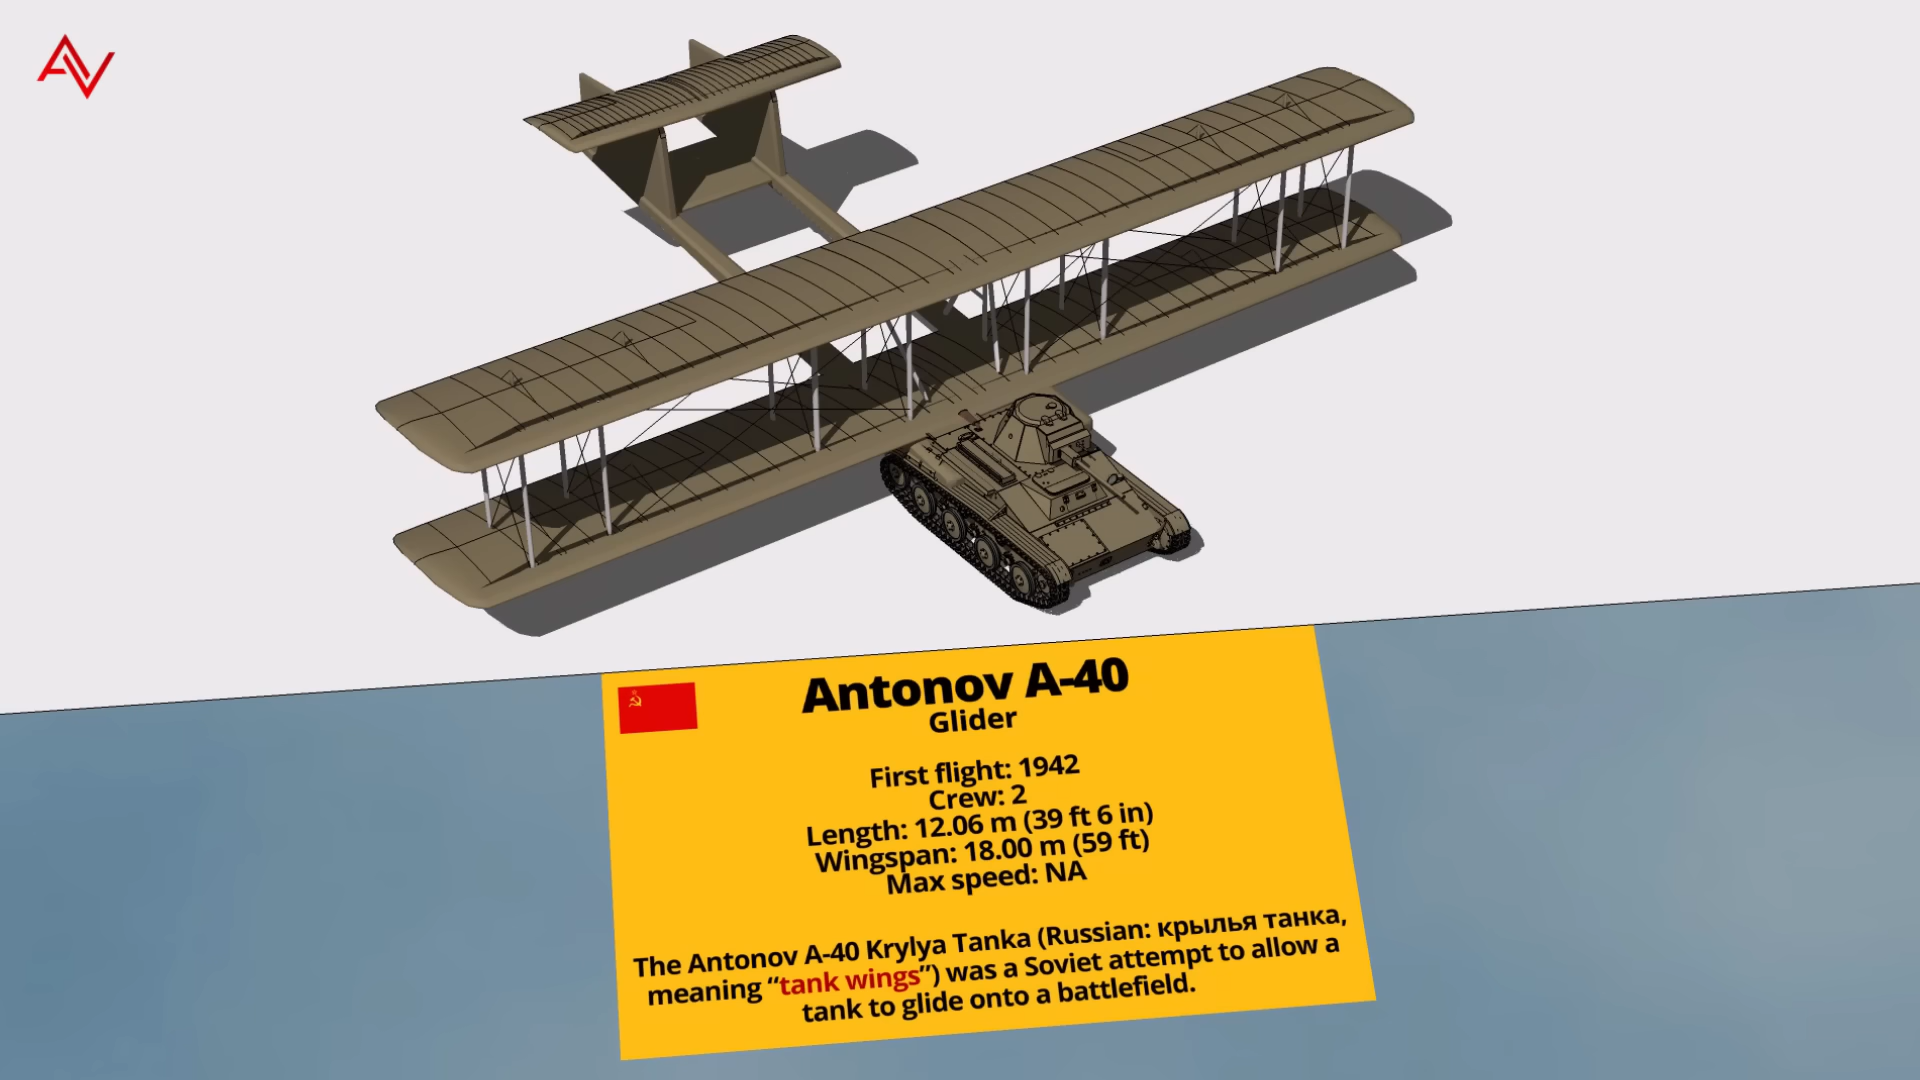 AV
Antonov A-40
Glider
First flight: 1942
Crew: 2
Length: 12.06 m (39 ft 6 in)
Wingspan: 18.00 m (59 ft)
Max speed: NA
The Antonov A-40 Krylya Tanka (Russian: крылья танка,
meaning “tank wings”) was a Soviet attempt to allow a
tank to glide onto a battlefield.